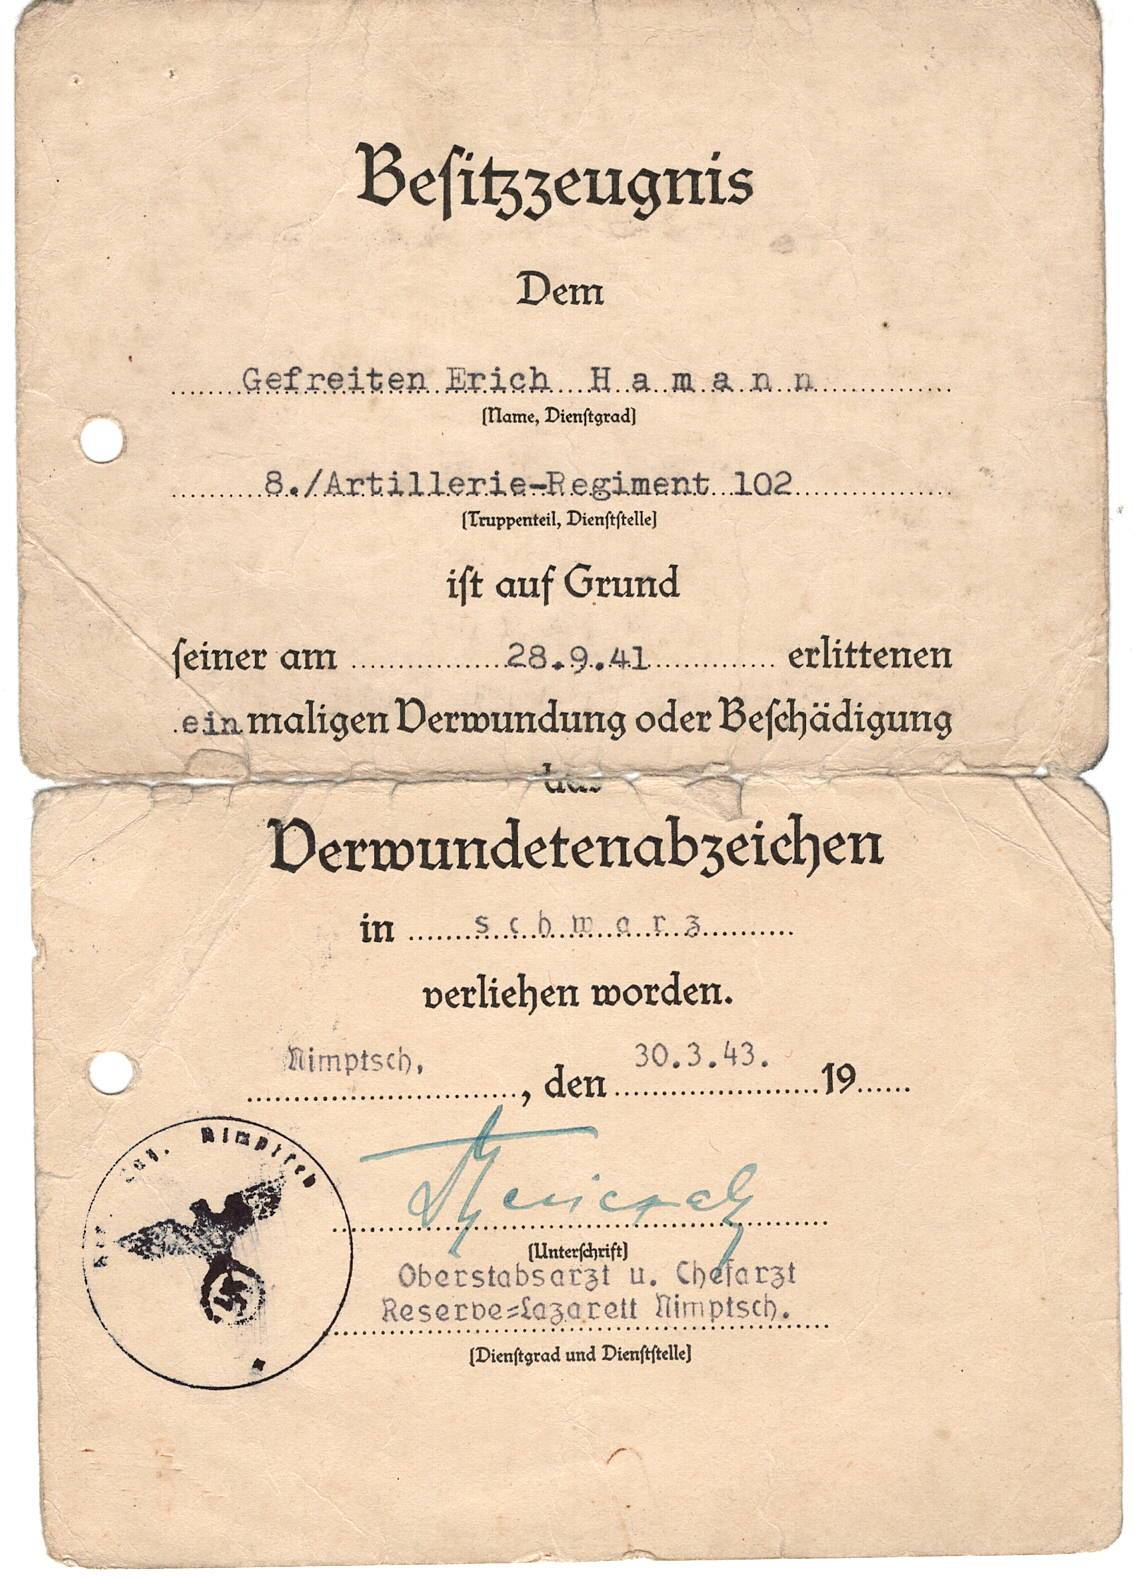 Besitzzeugnis
Dem
Gefreiten Erich Hamann
(Name, Dienstgrad)
8./Artillerie-Regiment 102
(Truppenteil, Dienststelle)
ist auf Grund
seiner am 28.9.41 erlittenen
einmaligen Verwundung oder Beschädigung
das
Verwundetenabzeichen
in schwarz
verliehen worden.
Nimptsch, den 30.3.43. 19
Nimptsch
(Unterschrift)
Oberstabsarzt u. Chefarzt
Reserve=Lazarett Nimptsch.
(Dienstgrad und Dienststelle)